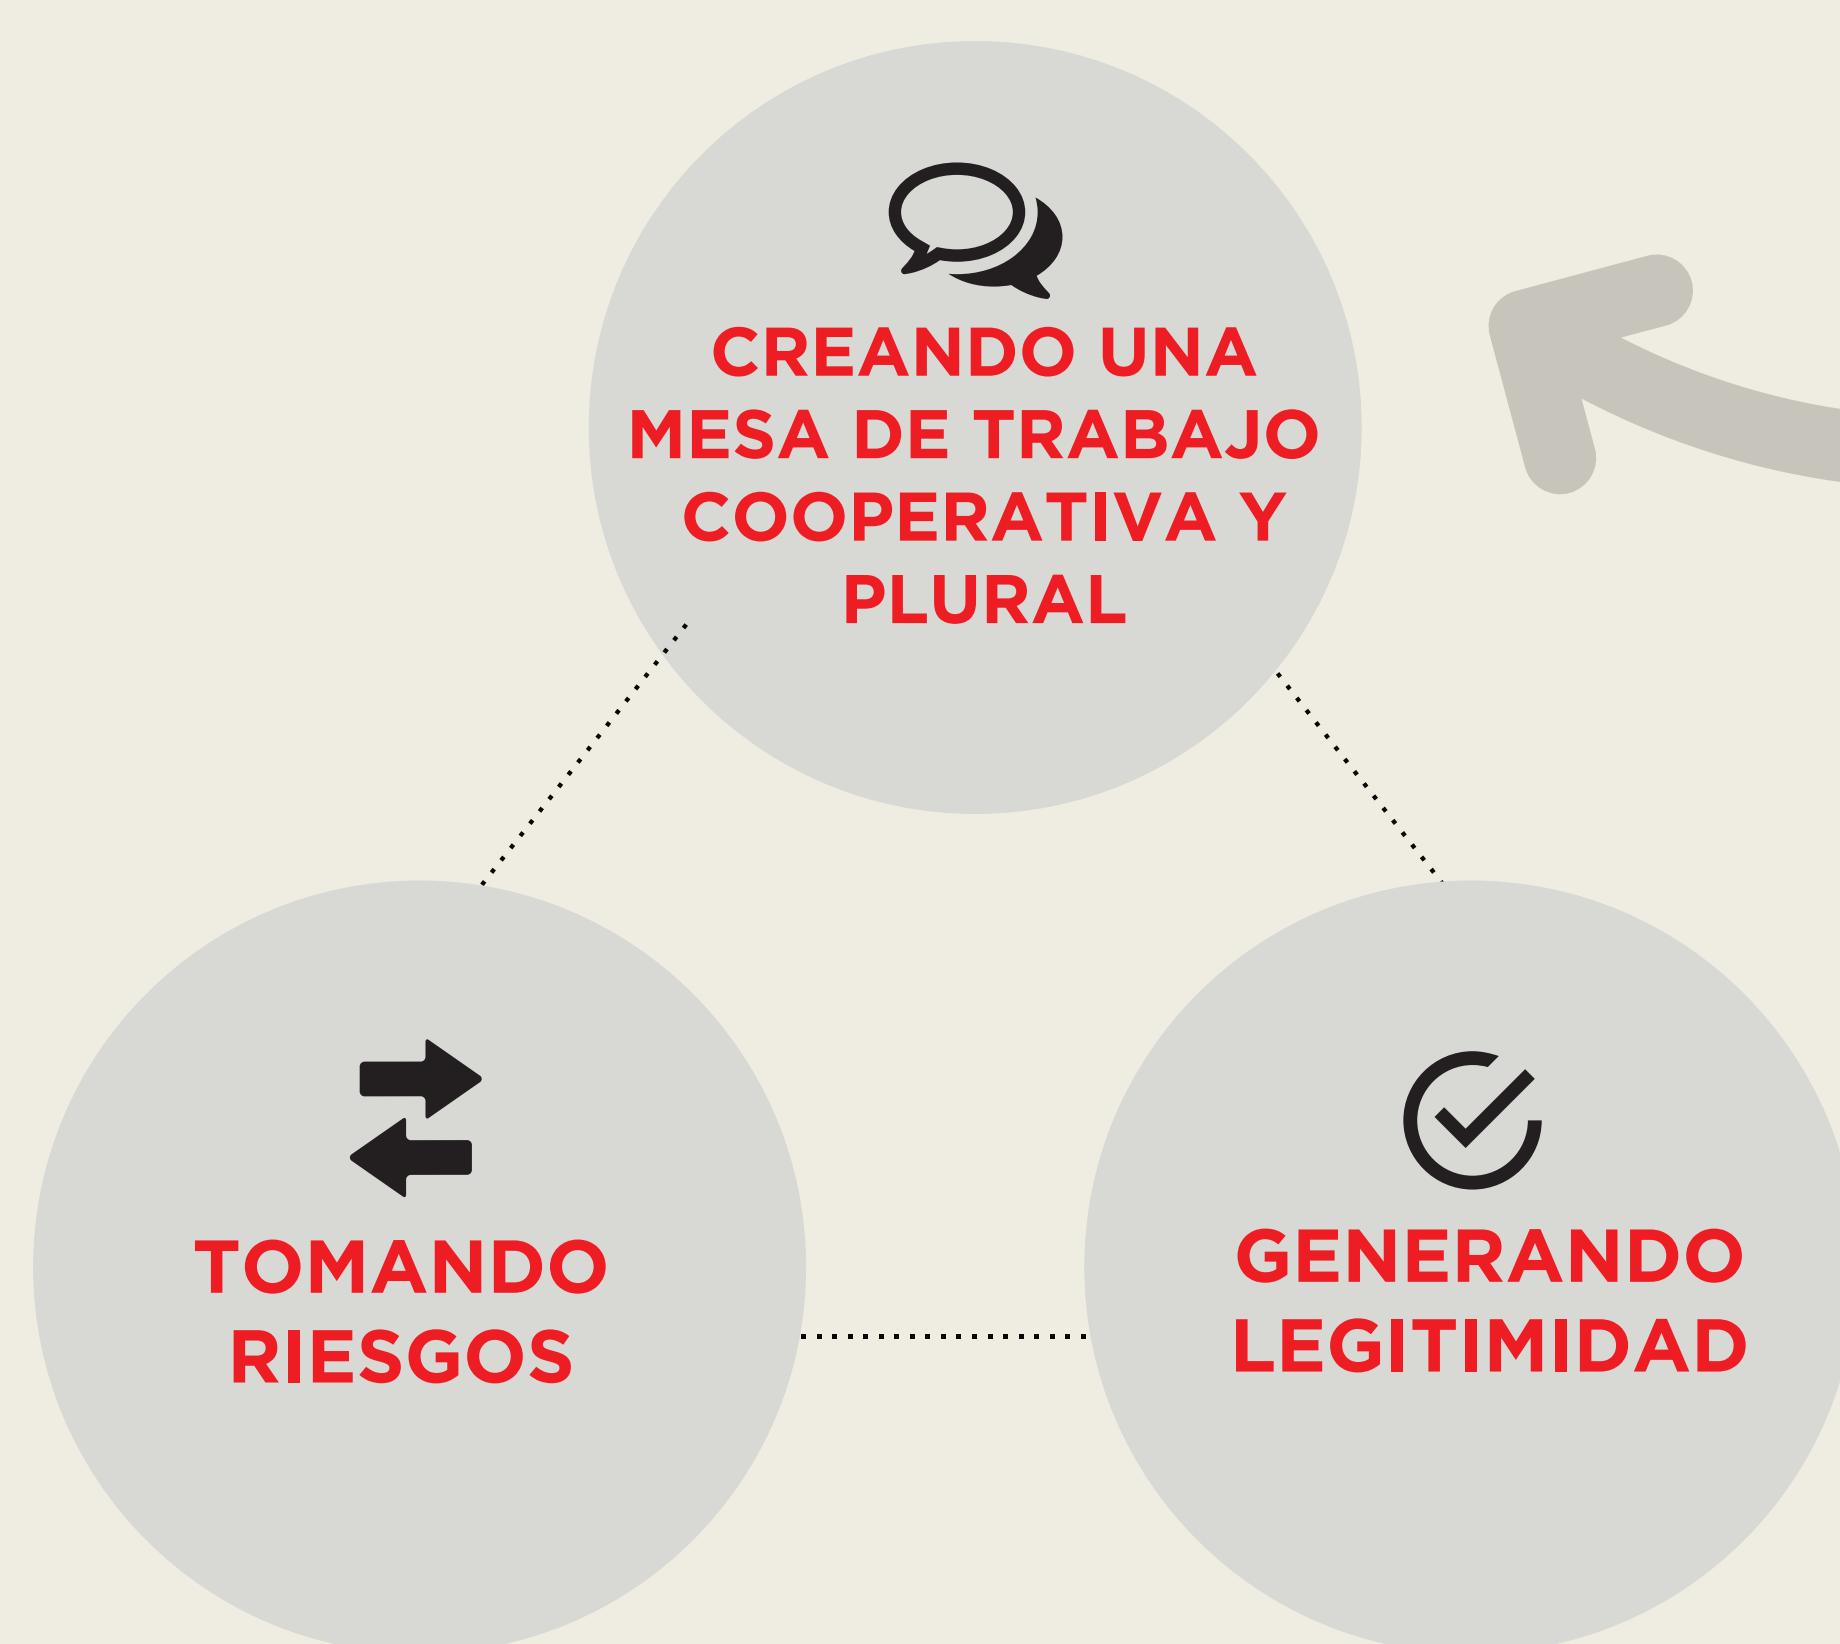 CREANDO UNA
MESA DE TRABAJO
COOPERATIVA Y
PLURAL
TOMANDO
RIESGOS
GENERANDO
LEGITIMIDAD